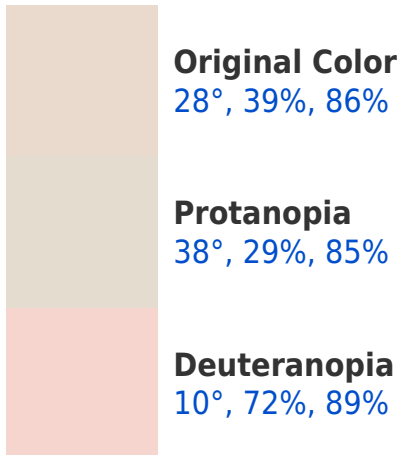 Original Color
28°, 39%, 86%
Protanopia
38°, 29%, 85%
Deuteranopia
10°, 72%, 89%